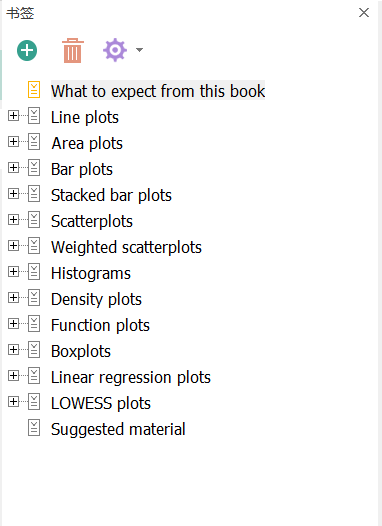 书签
What to expect from this book
Line plots
Area plots
Bar plots
Stacked bar plots
Scatterplots
Weighted scatterplots
Histograms
Density plots
Function plots
Boxplots
Linear regression plots
LOWESS plots
Suggested material